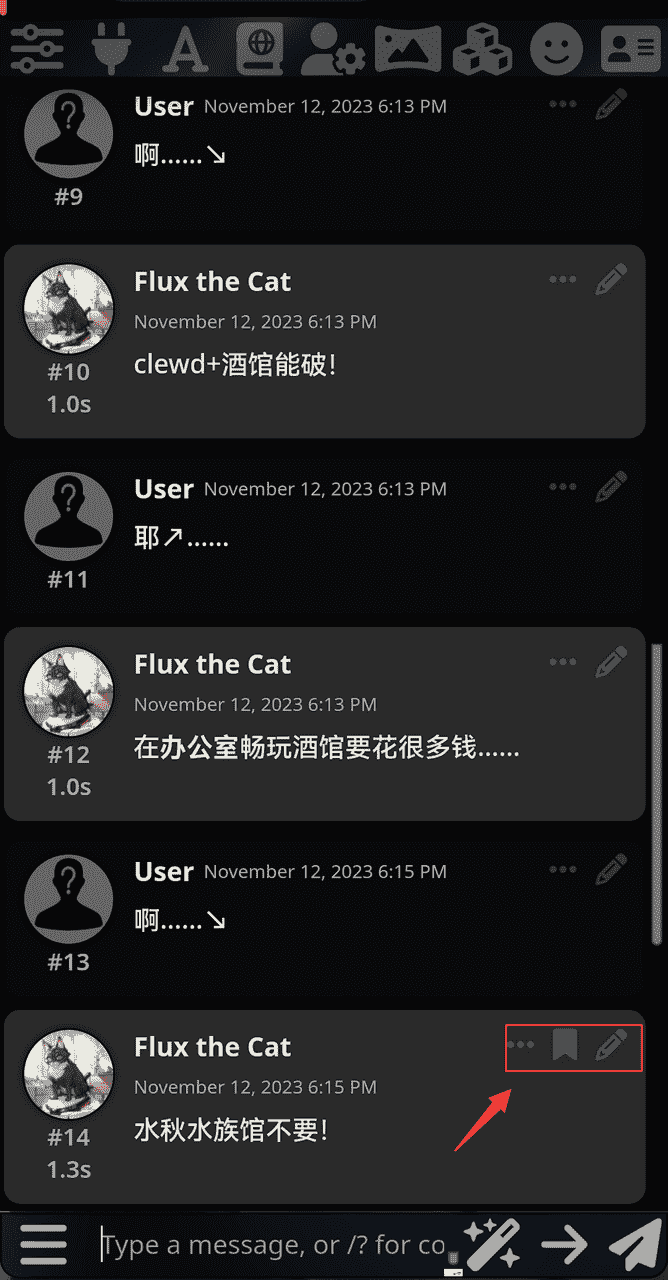 User November 12, 2023 6:13 PM
啊……↘
#9
Flux the Cat
November 12, 2023 6:13 PM
clewd+酒馆能破!
#10
1.0s
User November 12, 2023 6:13 PM
耶↗……
#11
Flux the Cat
November 12, 2023 6:13 PM
在办公室畅玩酒馆要花很多钱……
#12
1.0s
User November 12, 2023 6:15 PM
啊……↘
#13
Flux the Cat
November 12, 2023 6:15 PM
水秋水族馆不要!
#14
1.3s
Type a message, or /? for co